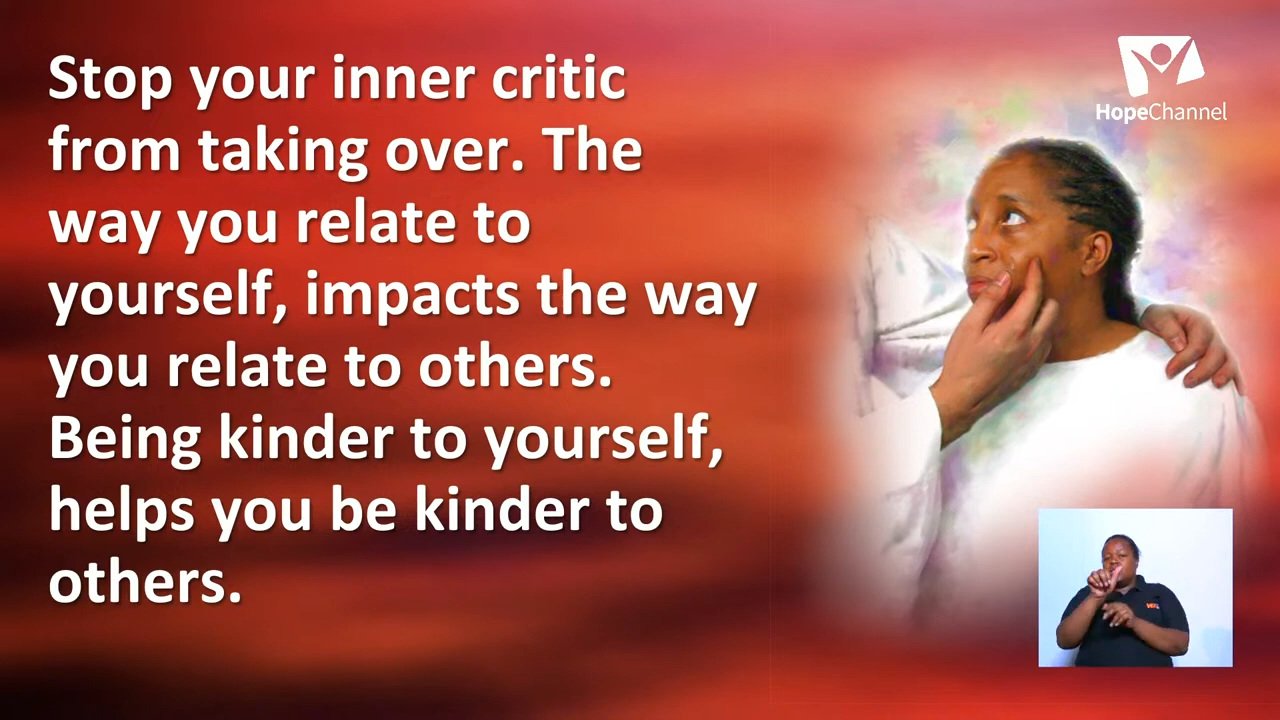 Stop your inner critic
from taking over. The
way you relate to
yourself, impacts the way
you relate to others.
Being kinder to yourself,
helps you be kinder to
others.
HopeChannel